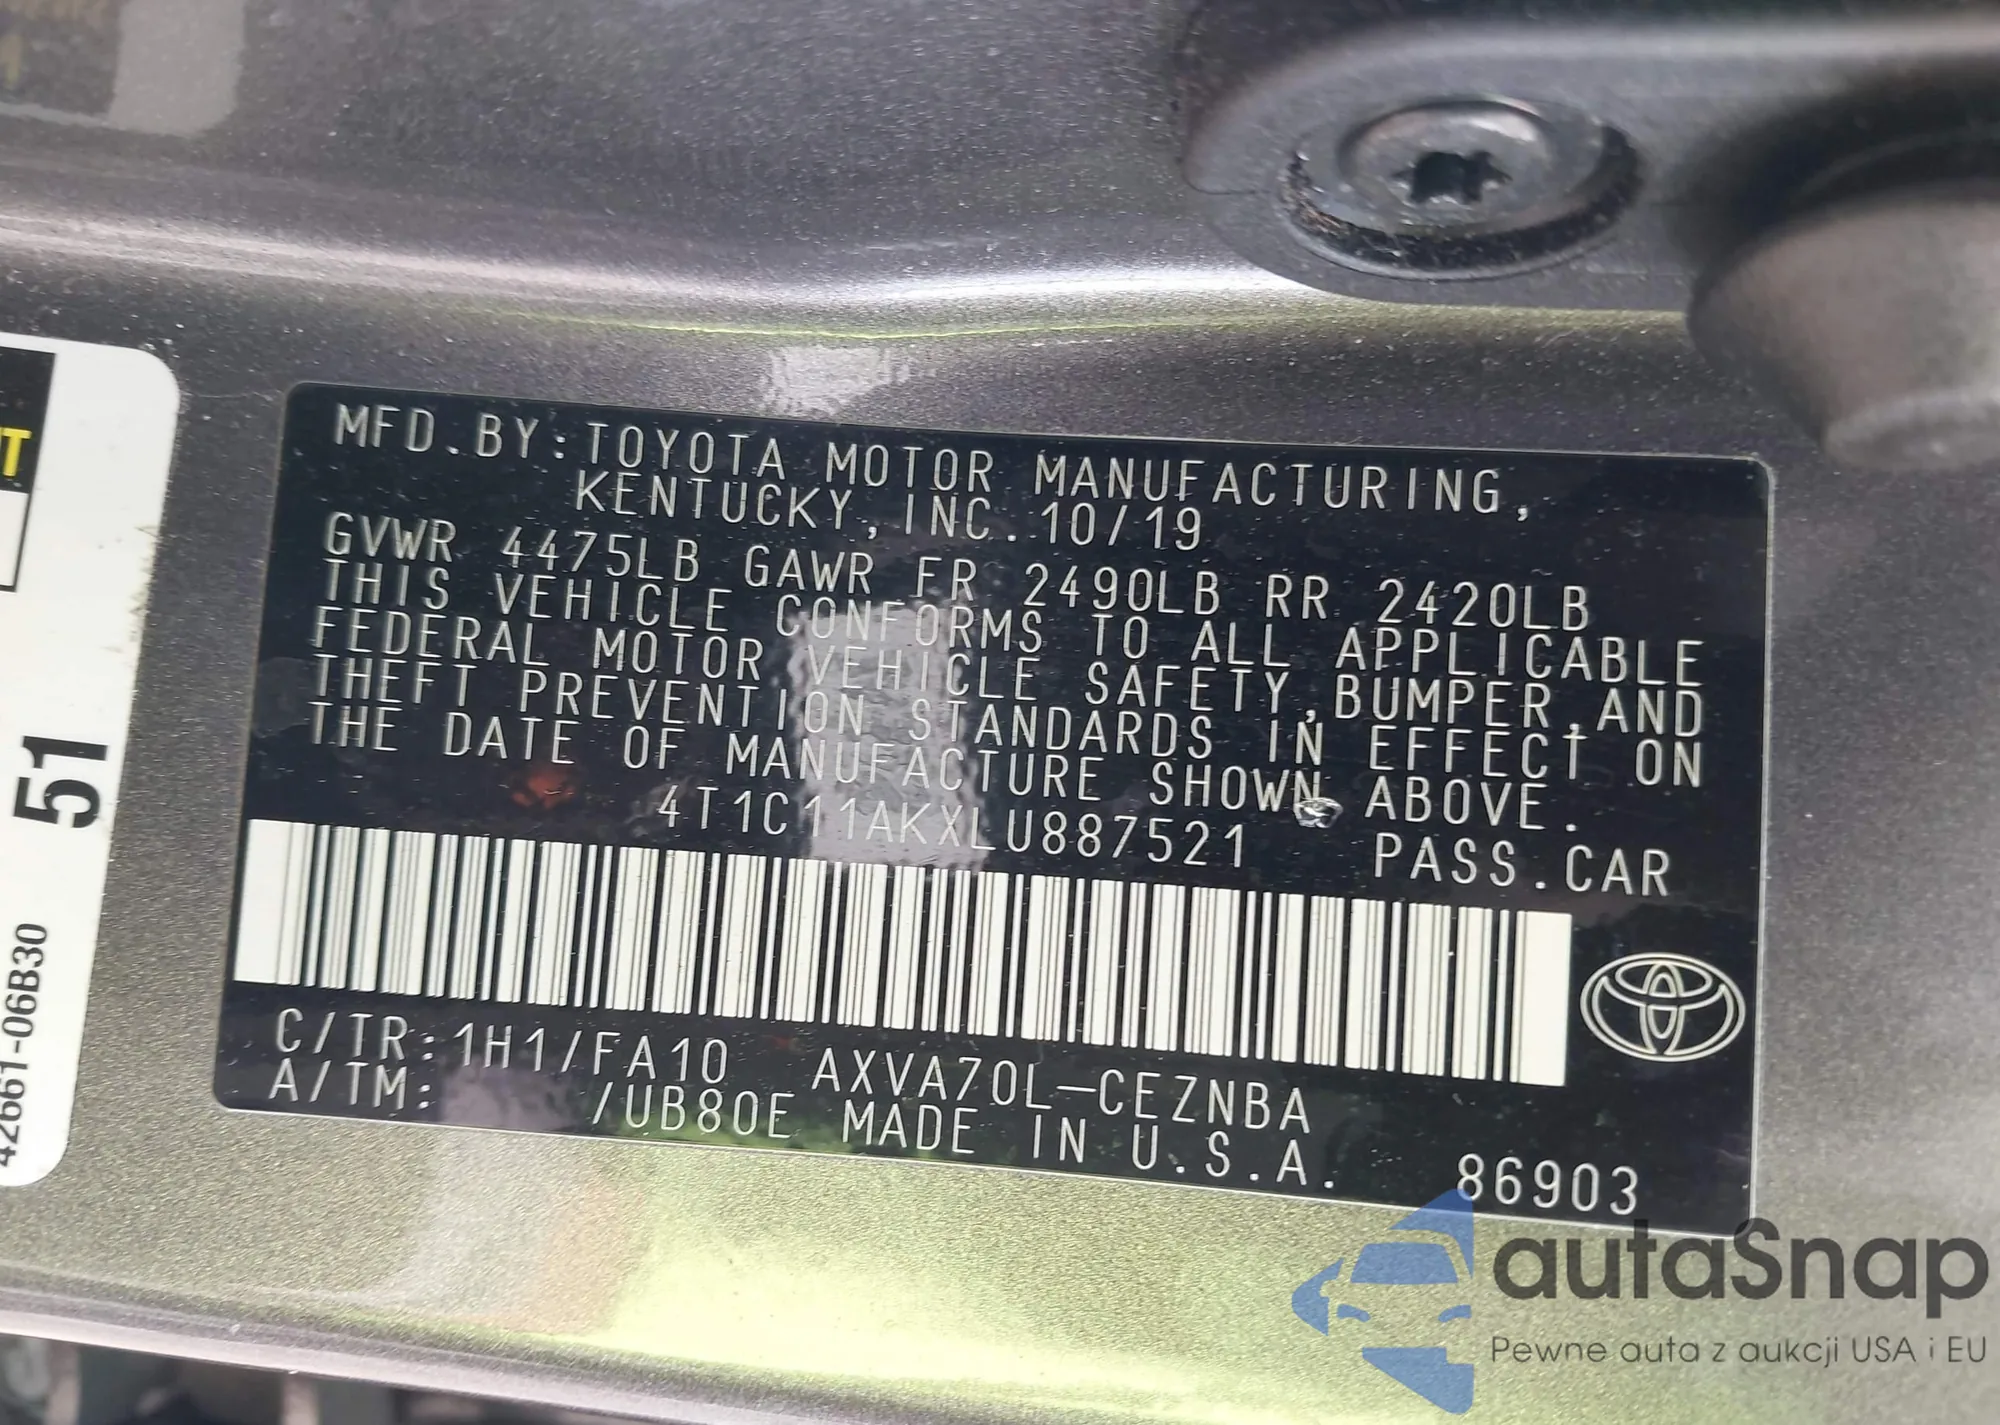 MFD.BY:TOYOTA MOTOR MANUFACTURING,
KENTUCKY,INC. 10/19
GVWR 4475LB GAWR FR 2490LB RR 2420LB
THIS VEHICLE CONFORMS TO ALL APPLICABLE
FEDERAL MOTOR VEHICLE SAFETY,BUMPER,AND
THEFT PREVENTION STANDARDS IN EFFECT ON
THE DATE OF MANUFACTURE SHOWN ABOVE.
4T1C11AKXLU887521 PASS.CAR
C/TR:1H1/FA10 AXVA70L-CEZNBA
A/TM: /UB80E MADE IN U.S.A. 86903
51
42661-06B30
autaSnap
Pewne auta z aukcji USA i EU